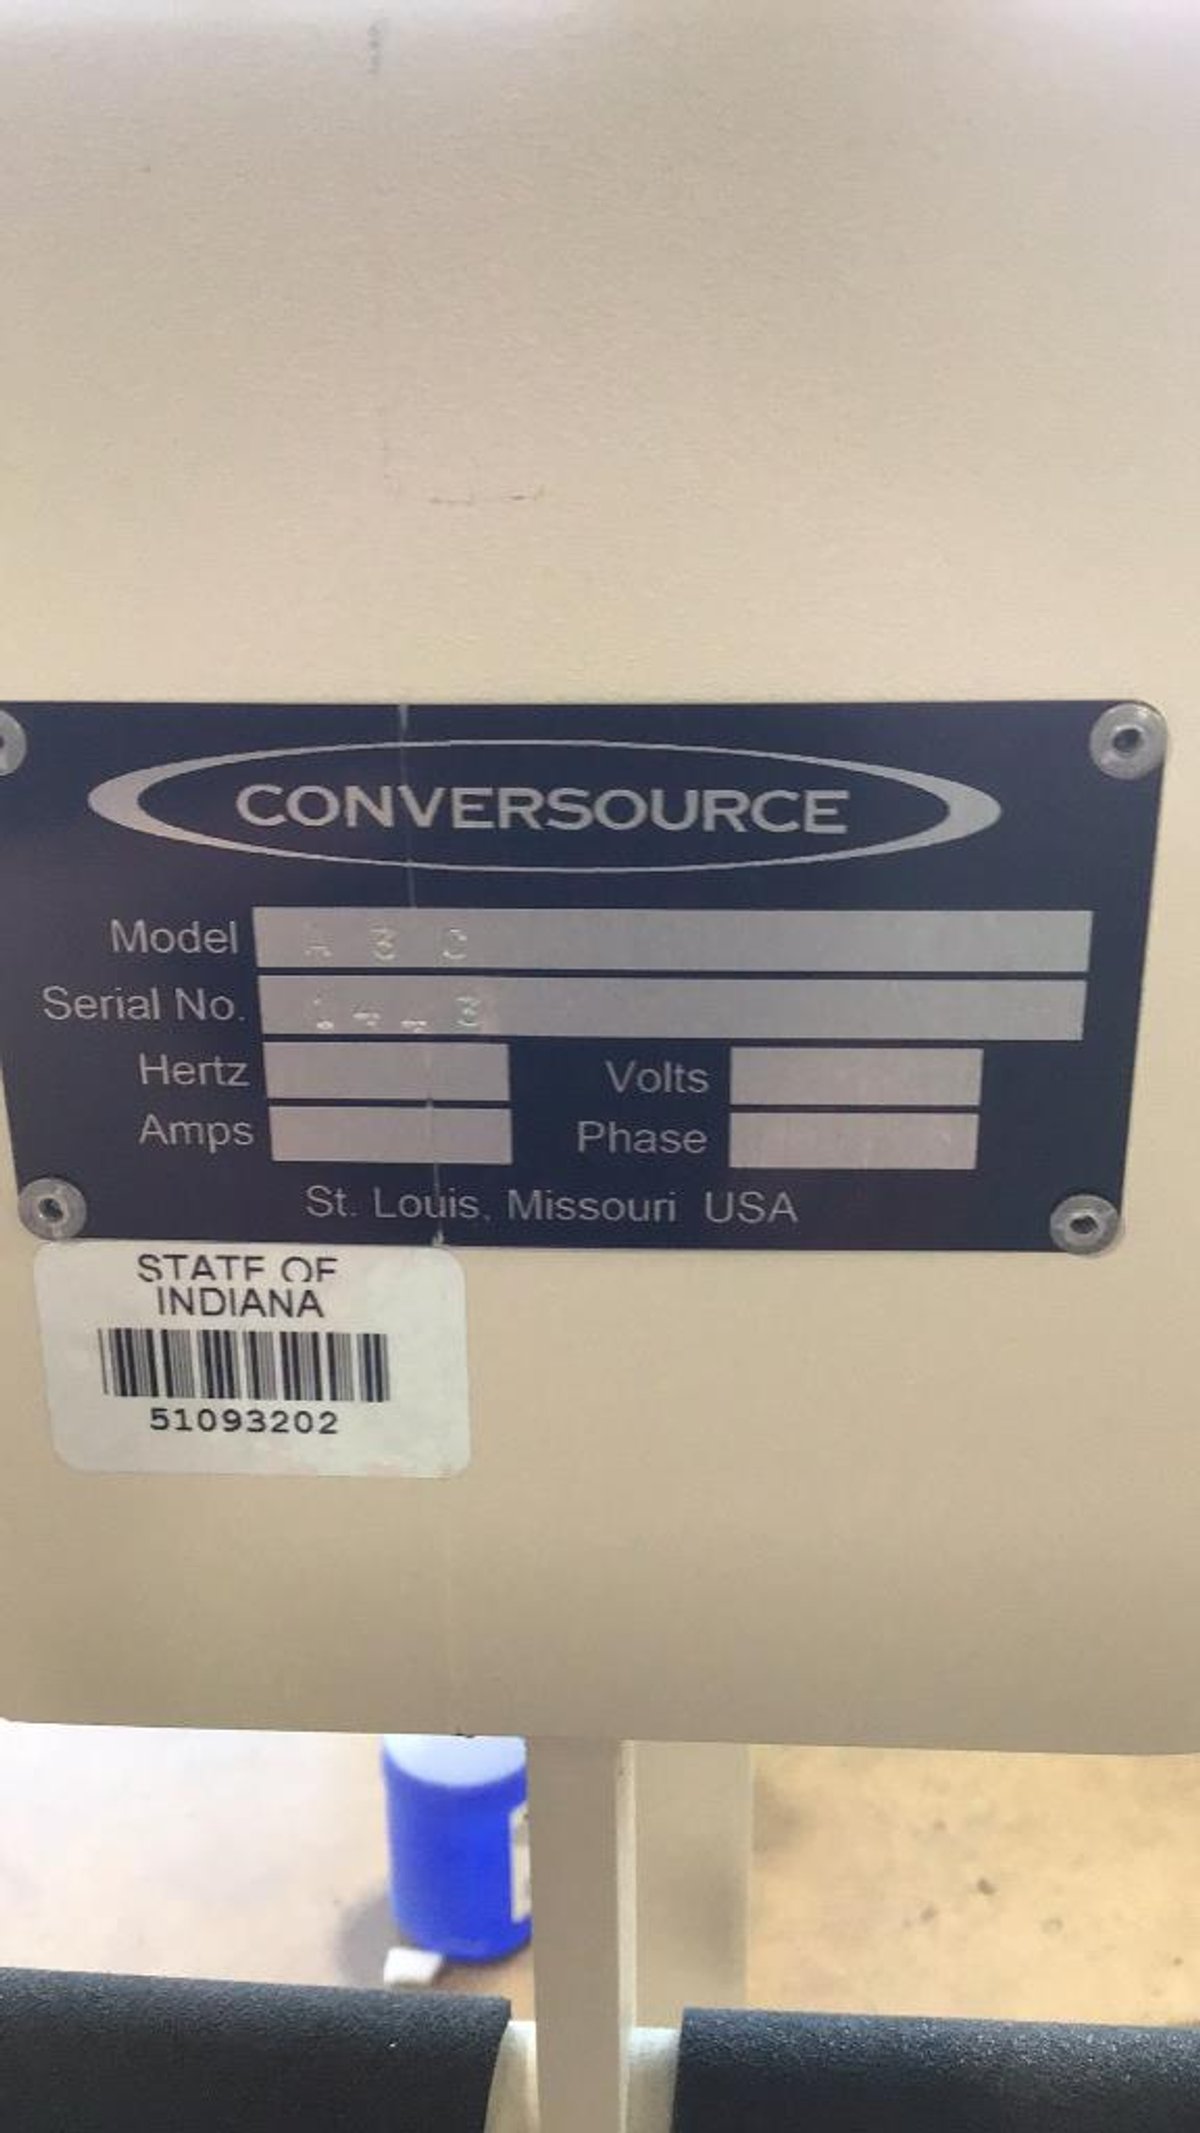 CONVERSOURCE
Model
Serial No.
Hertz Volts
Amps Phase
St. Louis, Missouri USA
STATE OF
INDIANA
51093202